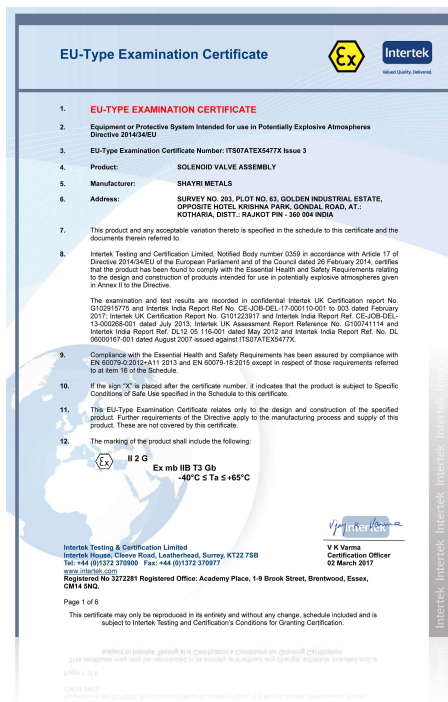 EU-Type Examination Certificate
Ex
Intertek
Valued Quality. Delivered.
1. EU-TYPE EXAMINATION CERTIFICATE
2. Equipment or Protective System Intended for use in Potentially Explosive Atmospheres
Directive 2014/34/EU
3. EU-Type Examination Certificate Number: ITS07ATEX5477X Issue 3
4. Product: SOLENOID VALVE ASSEMBLY
5. Manufacturer: SHAYRI METALS
6. Address: SURVEY NO. 203, PLOT NO. 63, GOLDEN INDUSTRIAL ESTATE,
OPPOSITE HOTEL KRISHNA PARK, GONDAL ROAD, AT.:
KOTHARIA, DISTT.: RAJKOT PIN - 360 004 INDIA
7. This product and any acceptable variation thereto is specified in the schedule to this certificate and the
documents therein referred to.
8. Intertek Testing and Certification Limited, Notified Body number 0359 in accordance with Article 17 of
Directive 2014/34/EU of the European Parliament and of the Council dated 26 February 2014, certifies
that the product has been found to comply with the Essential Health and Safety Requirements relating
to the design and construction of products intended for use in potentially explosive atmospheres given
in Annex II to the Directive.
The examination and test results are recorded in confidential Intertek UK Certification report No.
G102915775 and Intertek India Report Ref No. CE-JOB-DEL-17-000110-001 to 003 dated February
2017; Intertek UK Certification Report No. G101223917 and Intertek India Report Ref. CE-JOB-DEL-
13-000268-001 dated July 2013; Intertek UK Assessment Report Reference No. G100741114 and
Intertek India Report Ref. DL12 05 116-001 dated May 2012 and Intertek India Report Ref. No. DL
06000167-001 dated August 2007 issued against ITS07ATEX5477X.
9. Compliance with the Essential Health and Safety Requirements has been assured by compliance with
EN 60079-0:2012+A11 2013 and EN 60079-18:2015 except in respect of those requirements referred
to at item 16 of the Schedule.
10. If the sign "X" is placed after the certificate number, it indicates that the product is subject to Specific
Conditions of Safe Use specified in the Schedule to this certificate.
11. This EU-Type Examination Certificate relates only to the design and construction of the specified
product. Further requirements of the Directive apply to the manufacturing process and supply of this
product. These are not covered by this certificate.
12. The marking of the product shall include the following:
Ex II 2 G
Ex mb IIB T3 Gb
-40°C ≤ Ta ≤ +65°C
Intertek
Intertek Testing & Certification Limited
Intertek House, Cleeve Road, Leatherhead, Surrey, KT22 7SB
Tel: +44 (0)1372 370900 Fax: +44 (0)1372 370977
www.intertek.com
Registered No 3272281 Registered Office: Academy Place, 1-9 Brook Street, Brentwood, Essex,
CM14 5NQ.
V K Varma
Certification Officer
02 March 2017
Page 1 of 6
This certificate may only be reproduced in its entirety and without any change, schedule included and is
subject to Intertek Testing and Certification's Conditions for Granting Certification.
Intertek Intertek Intertek Intertek Intertek